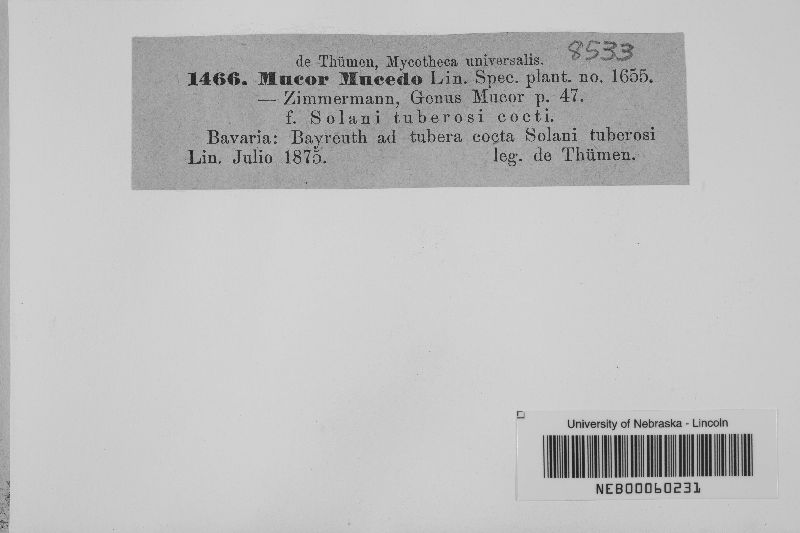 de Thümen, Mycotheca universalis. 8533
1466. Mucor Mucedo Lin. Spec. plant. no. 1655.
— Zimmermann, Genus Mucor p. 47.
f. Solani tuberosi cocti.
Bavaria: Bayreuth ad tubera cocta Solani tuberosi
Lin. Julio 1875. leg. de Thümen.
University of Nebraska - Lincoln
NEB00060231